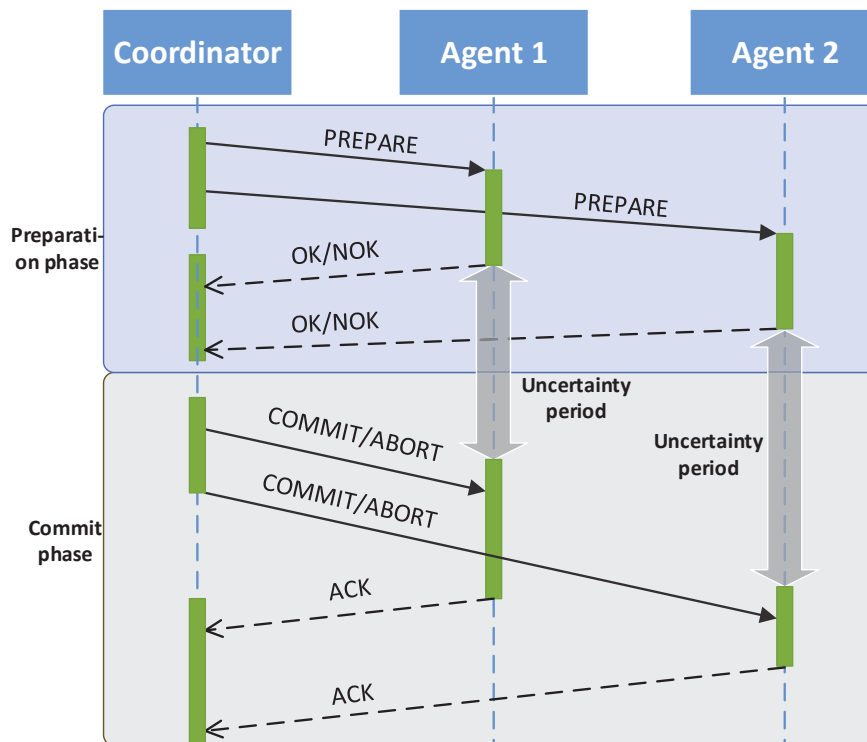 Coordinator
Agent 1
Agent 2
PREPARE
PREPARE
Preparati-
on phase
OK/NOK
OK/NOK
Uncertainty
period
COMMIT/ABORT
Uncertainty
period
COMMIT/ABORT
Commit
phase
ACK
ACK